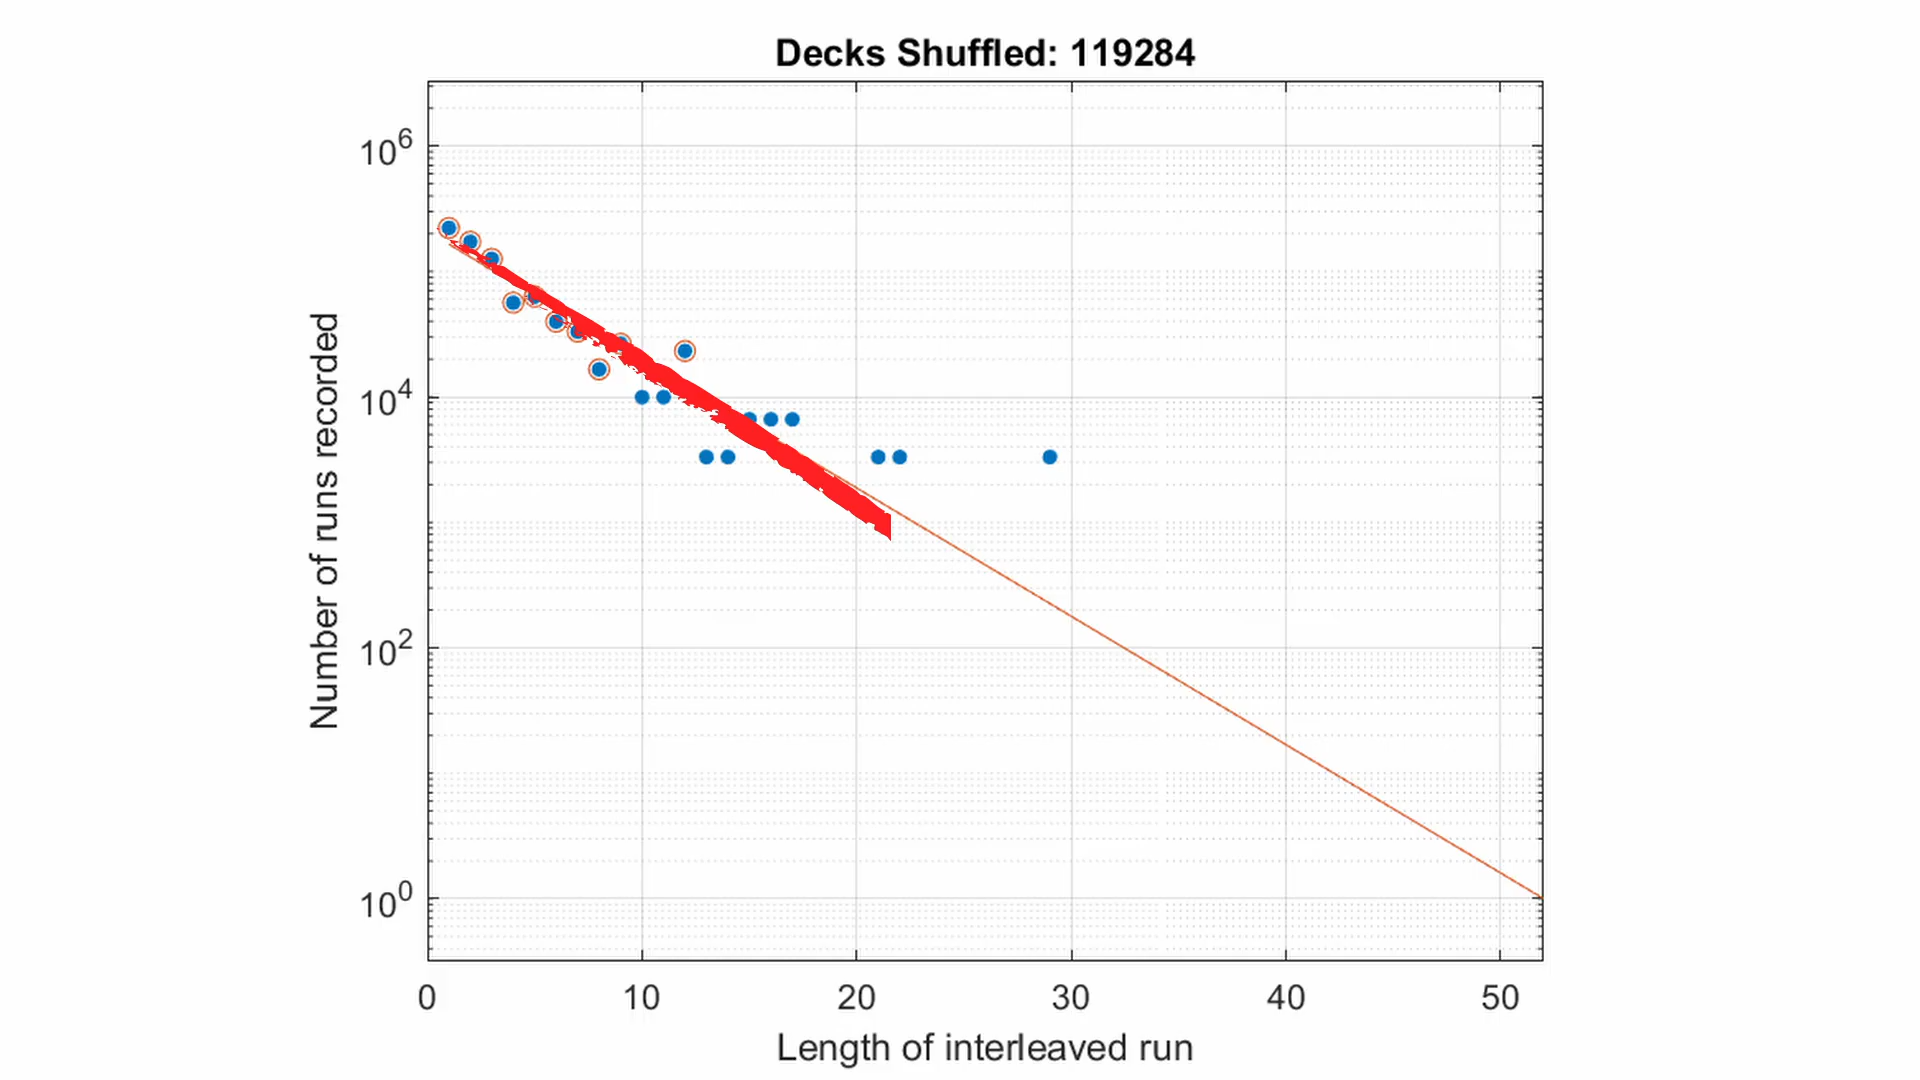 Decks Shuffled: 119284
Number of runs recorded
10^6
10^4
10^2
10^0
0 10 20 30 40 50
Length of interleaved run